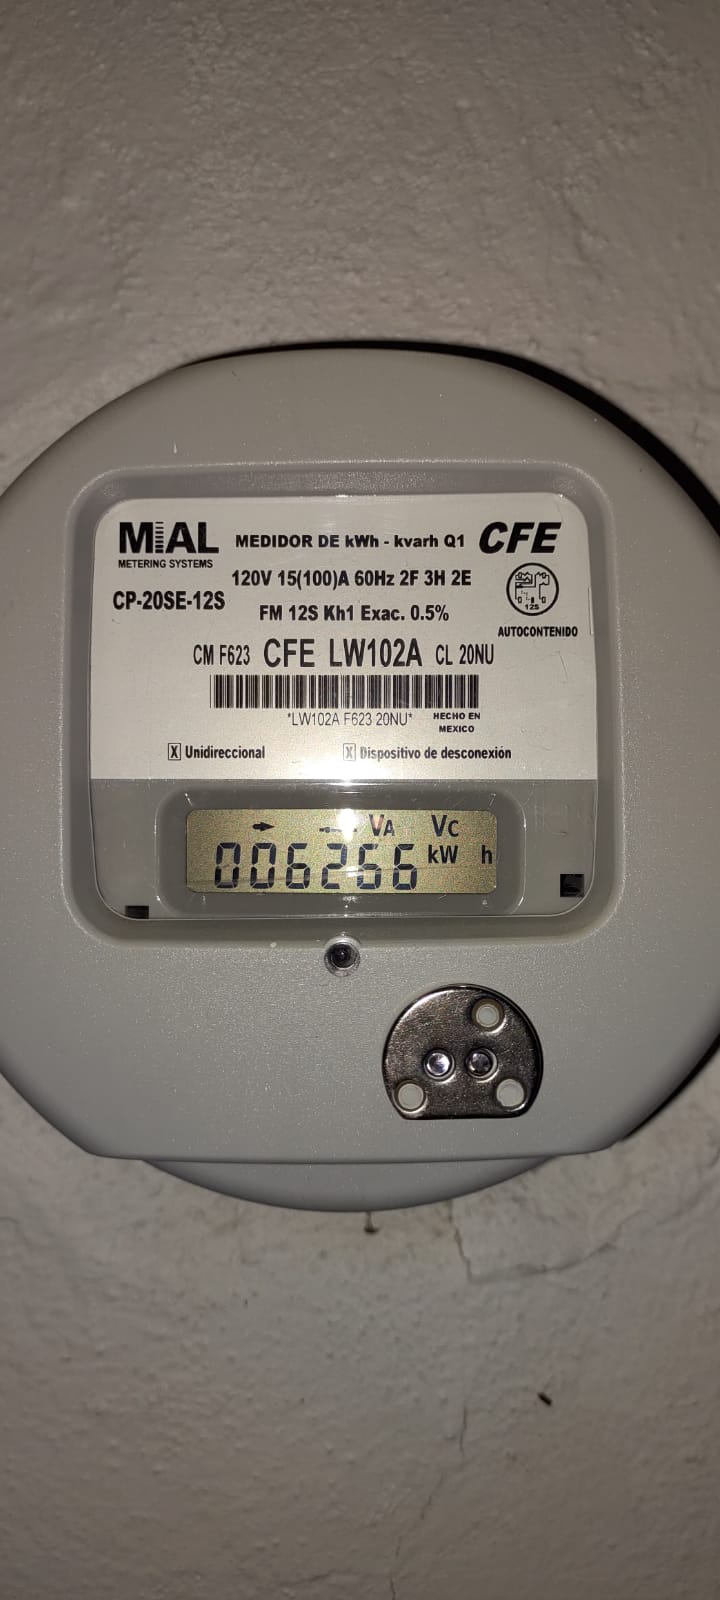 MIAL
METERING SYSTEMS
MEDIDOR DE kWh - kvarh Q1
CFE
120V 15(100)A 60Hz 2F 3H 2E
CP-20SE-12S
FM 12S Kh1 Exac. 0.5%
12S
AUTOCONTENIDO
CM F623 CFE LW102A CL 20NU
*LW102A F623 20NU*
HECHO EN
MEXICO
X Unidireccional
X Dispositivo de desconexión
VA VC
006266 kW h